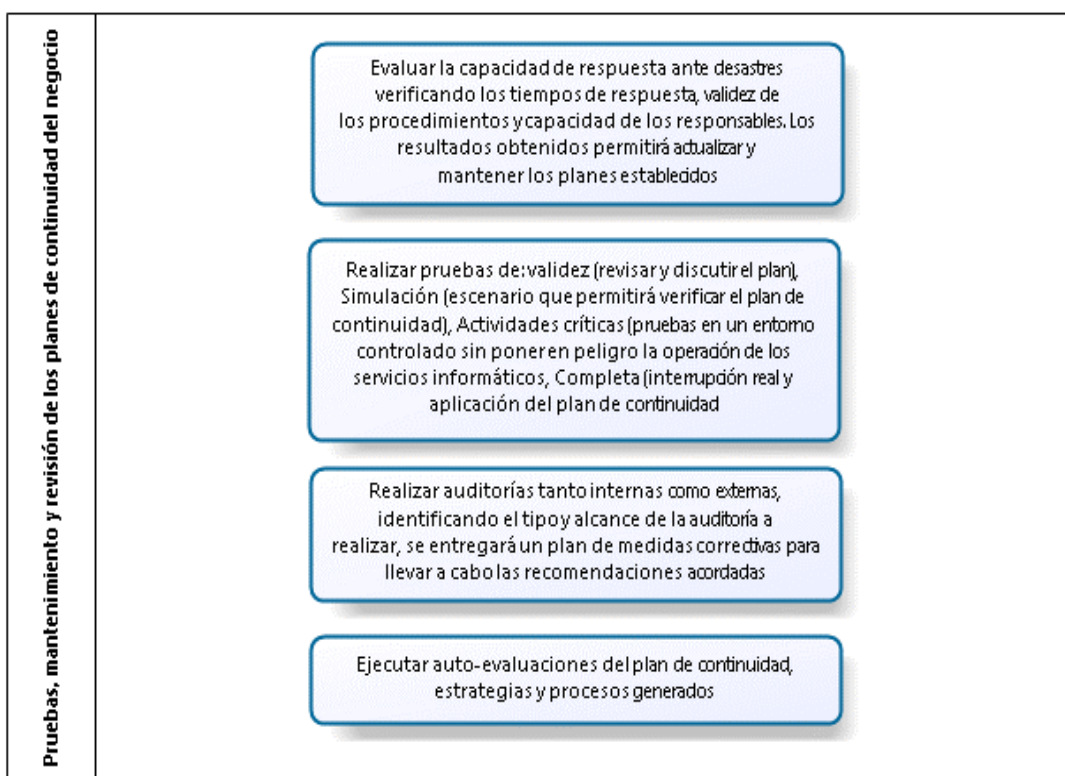 Pruebas, mantenimiento y revisión de los planes de continuidad del negocio
Evaluar la capacidad de respuesta ante desastres
verificando los tiempos de respuesta, validez de
los procedimientos y capacidad de los responsables. Los
resultados obtenidos permitirá actualizar y
mantener los planes establecidos
Realizar pruebas de: validez (revisar y discutir el plan),
Simulación (escenario que permitirá verificar el plan de
continuidad), Actividades críticas (pruebas en un entorno
controlado sin poner en peligro la operación de los
servicios informáticos, Completa (interrupción real y
aplicación del plan de continuidad
Realizar auditorías tanto internas como externas,
identificando el tipo y alcance de la auditoría a
realizar, se entregará un plan de medidas correctivas para
llevar a cabo las recomendaciones acordadas
Ejecutar auto-evaluaciones del plan de continuidad,
estrategias y procesos generados